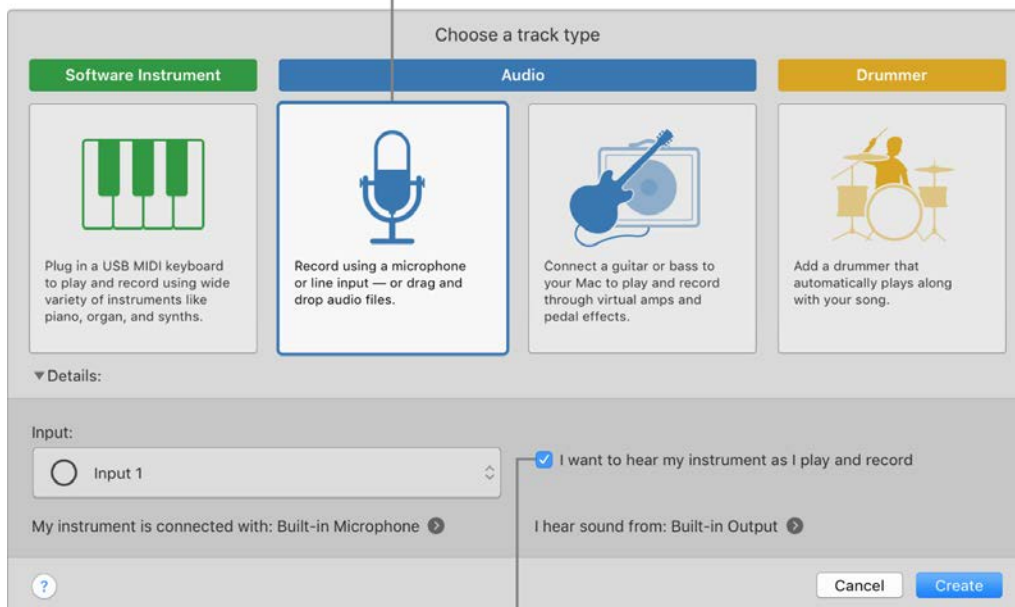 Choose a track type
Software Instrument
Audio
Drummer
Plug in a USB MIDI keyboard
to play and record using wide
variety of instruments like
piano, organ, and synths.
Record using a microphone
or line input — or drag and
drop audio files.
Connect a guitar or bass to
your Mac to play and record
through virtual amps and
pedal effects.
Add a drummer that
automatically plays along
with your song.
Details:
Input:
Input 1
I want to hear my instrument as I play and record
My instrument is connected with: Built-in Microphone
I hear sound from: Built-in Output
?
Cancel
Create